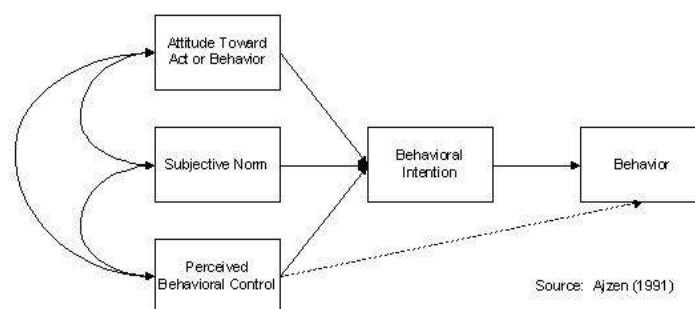 Attitude Toward
Act or Behavior
Subjective Norm
Behavioral
Intention
Behavior
Perceived
Behavioral Control
Source: Ajzen (1991)